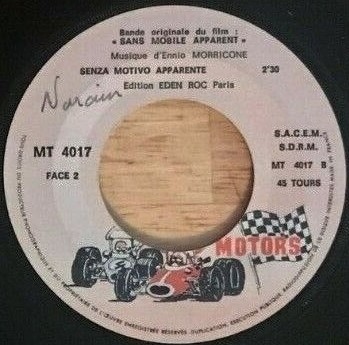 Bande originale du film :
« SANS MOBILE APPARENT »
Musique d'Ennio MORRICONE
SENZA MOTIVO APPARENTE 2'30
Edition EDEN ROC Paris
MT 4017
FACE 2
S.A.C.E.M.
S.D.R.M.
MT 4017 B
45 TOURS
MOTORS